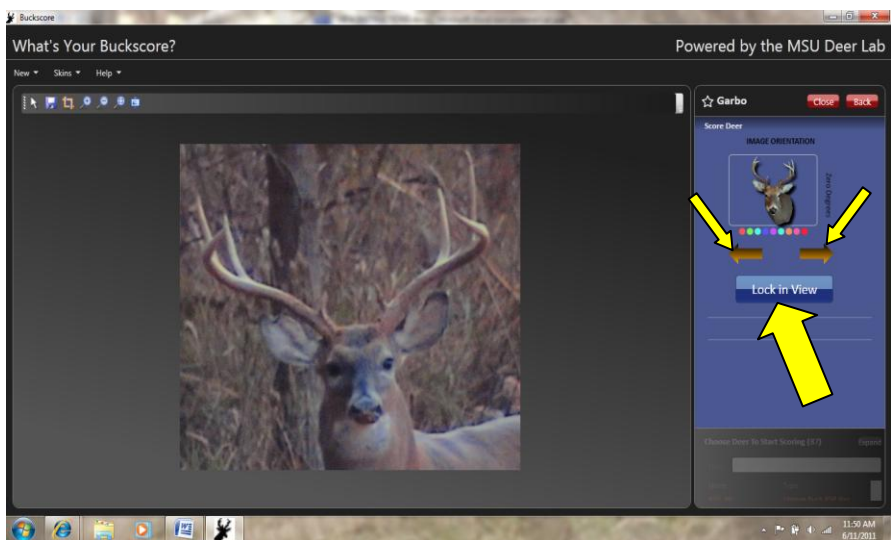 Buckscore
What's Your Buckscore?
Powered by the MSU Deer Lab
New Skins Help
Garbo Close Back
Score Deer
IMAGE ORIENTATION
Zero Degrees
Lock in View
Choose Deer To Start Scoring (47) Expand
11:50 AM
6/11/2011